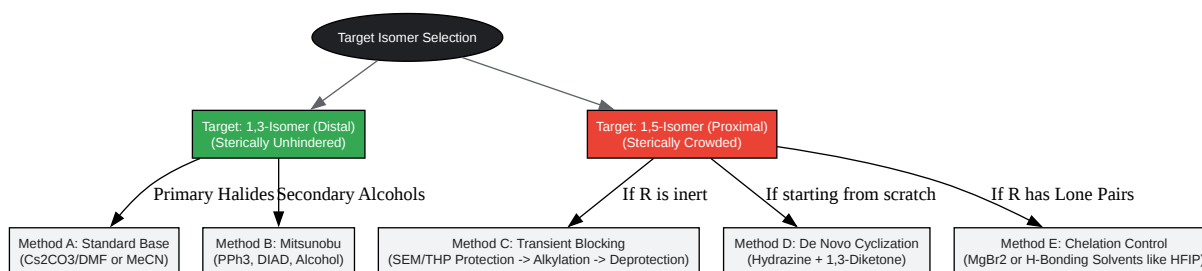 Target Isomer Selection
Target: 1,3-Isomer (Distal)
(Sterically Unhindered)
Target: 1,5-Isomer (Proximal)
(Sterically Crowded)
Primary Halides
Secondary Alcohols
If R is inert
If starting from scratch
If R has Lone Pairs
Method A: Standard Base
(Cs2CO3/DMF or MeCN)
Method B: Mitsunobu
(PPh3, DIAD, Alcohol)
Method C: Transient Blocking
(SEM/THP Protection -> Alkylation -> Deprotection)
Method D: De Novo Cyclization
(Hydrazine + 1,3-Diketone)
Method E: Chelation Control
(MgBr2 or H-Bonding Solvents like HFIP)